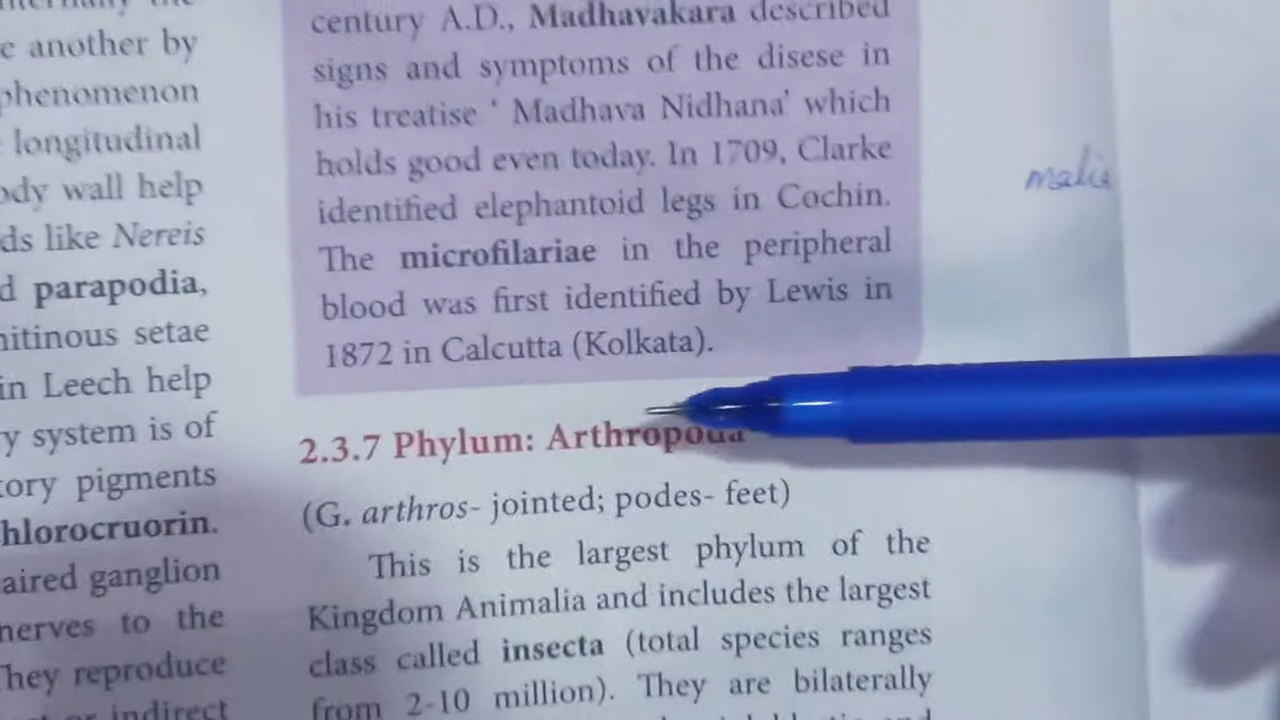 e another by
phenomenon
longitudinal
ody wall help
ds like Nereis
d parapodia,
nitinous setae
in Leech help
y system is of
tory pigments
hlorocruorin.
aired ganglion
nerves to the
They reproduce
or indirect
century A.D., Madhavakara described
signs and symptoms of the disese in
his treatise ‘ Madhava Nidhana’ which
holds good even today. In 1709, Clarke
identified elephantoid legs in Cochin.
The microfilariae in the peripheral
blood was first identified by Lewis in
1872 in Calcutta (Kolkata).
2.3.7 Phylum: Arthropoda
(G. arthros- jointed; podes- feet)
This is the largest phylum of the
Kingdom Animalia and includes the largest
class called insecta (total species ranges
from 2-10 million). They are bilaterally